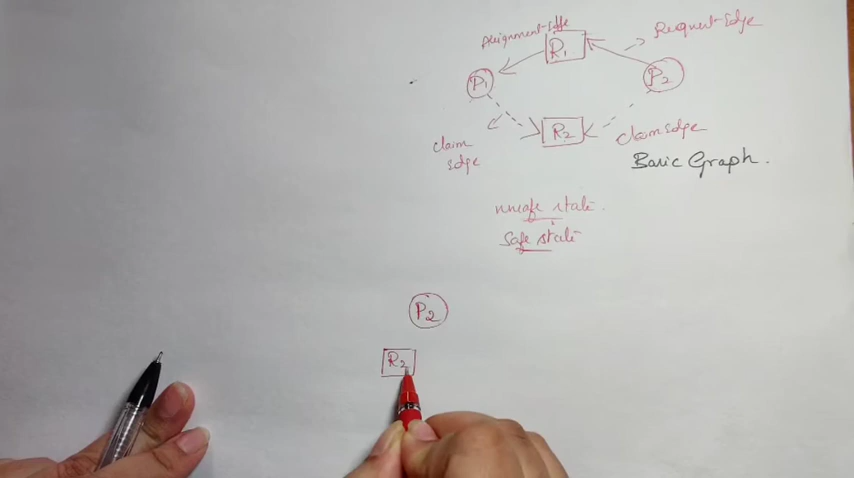 Assignment-edge
Request-Edge
R1
P1
P2
R2
claim
edge
claim edge
Basic Graph.
unsafe state.
safe state
P2
R2